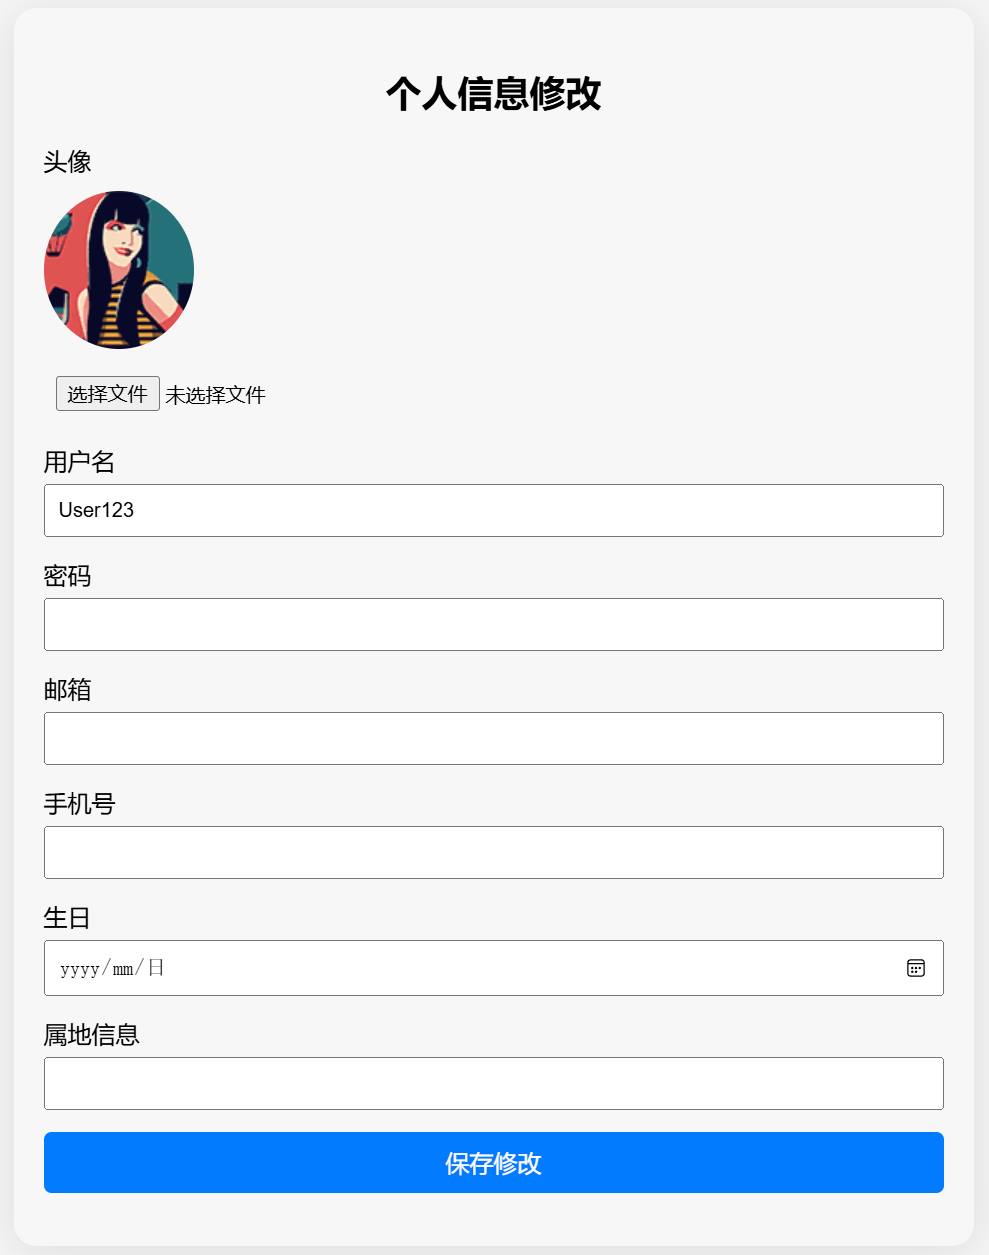 个人信息修改
头像
选择文件 未选择文件
用户名
User123
密码
邮箱
手机号
生日
yyyy/mm/日
属地信息
保存修改